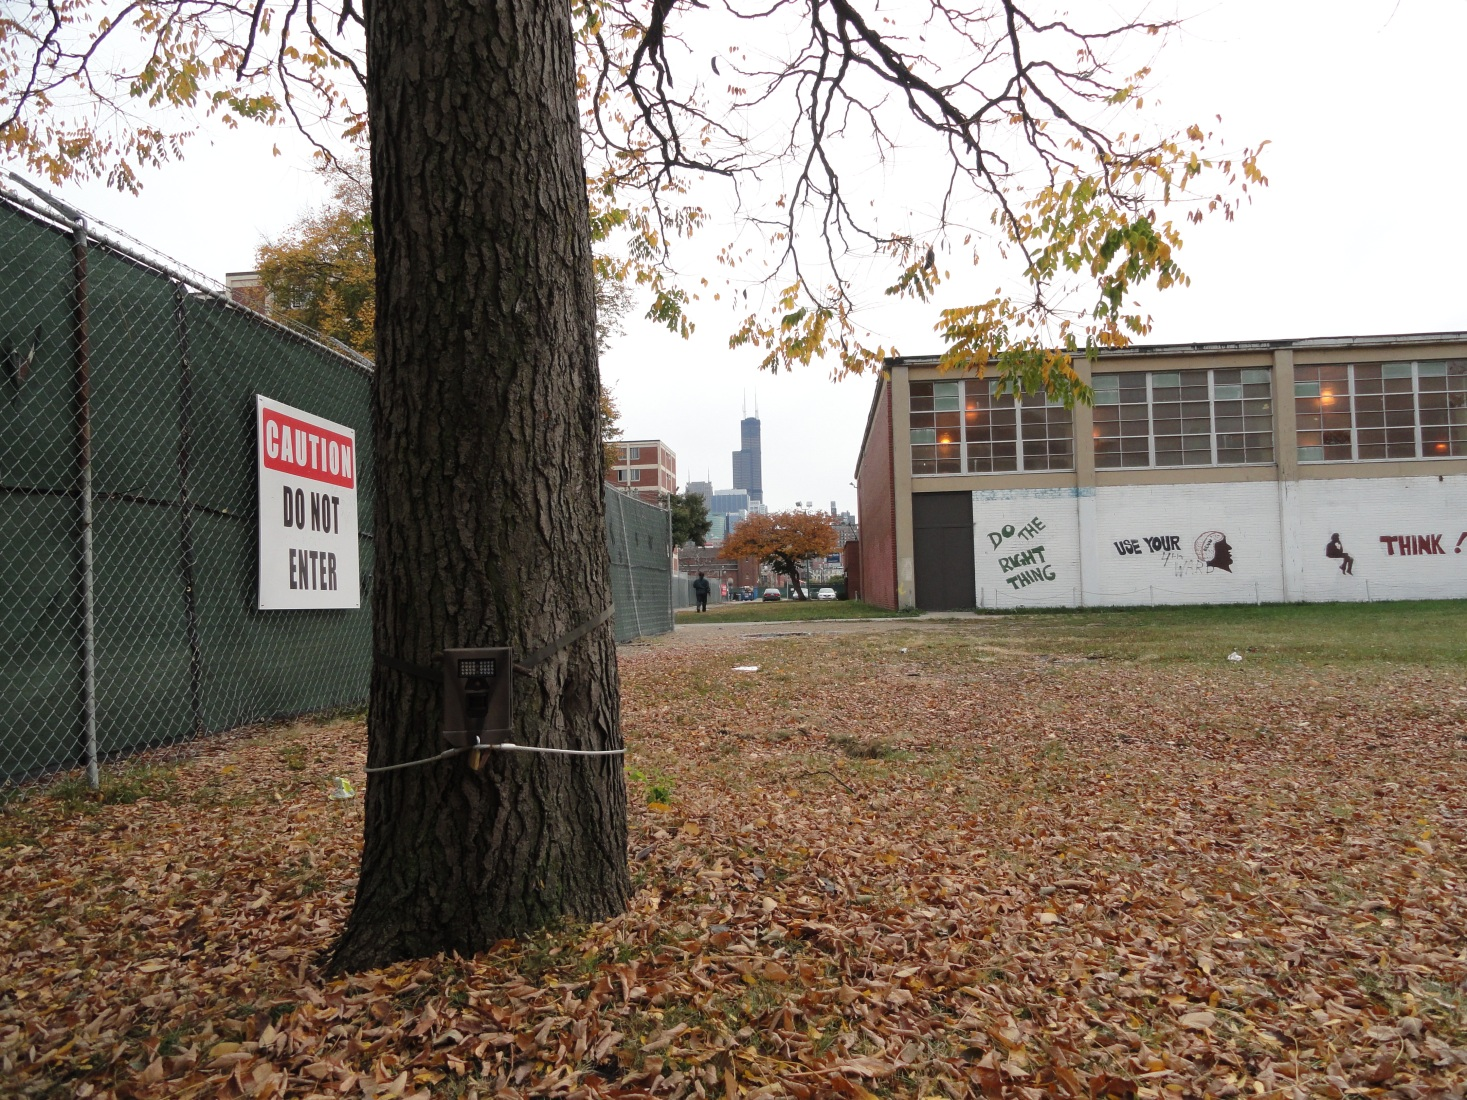 CAUTION
DO NOT
ENTER
DO THE
RIGHT
THING
USE YOUR
THINK!